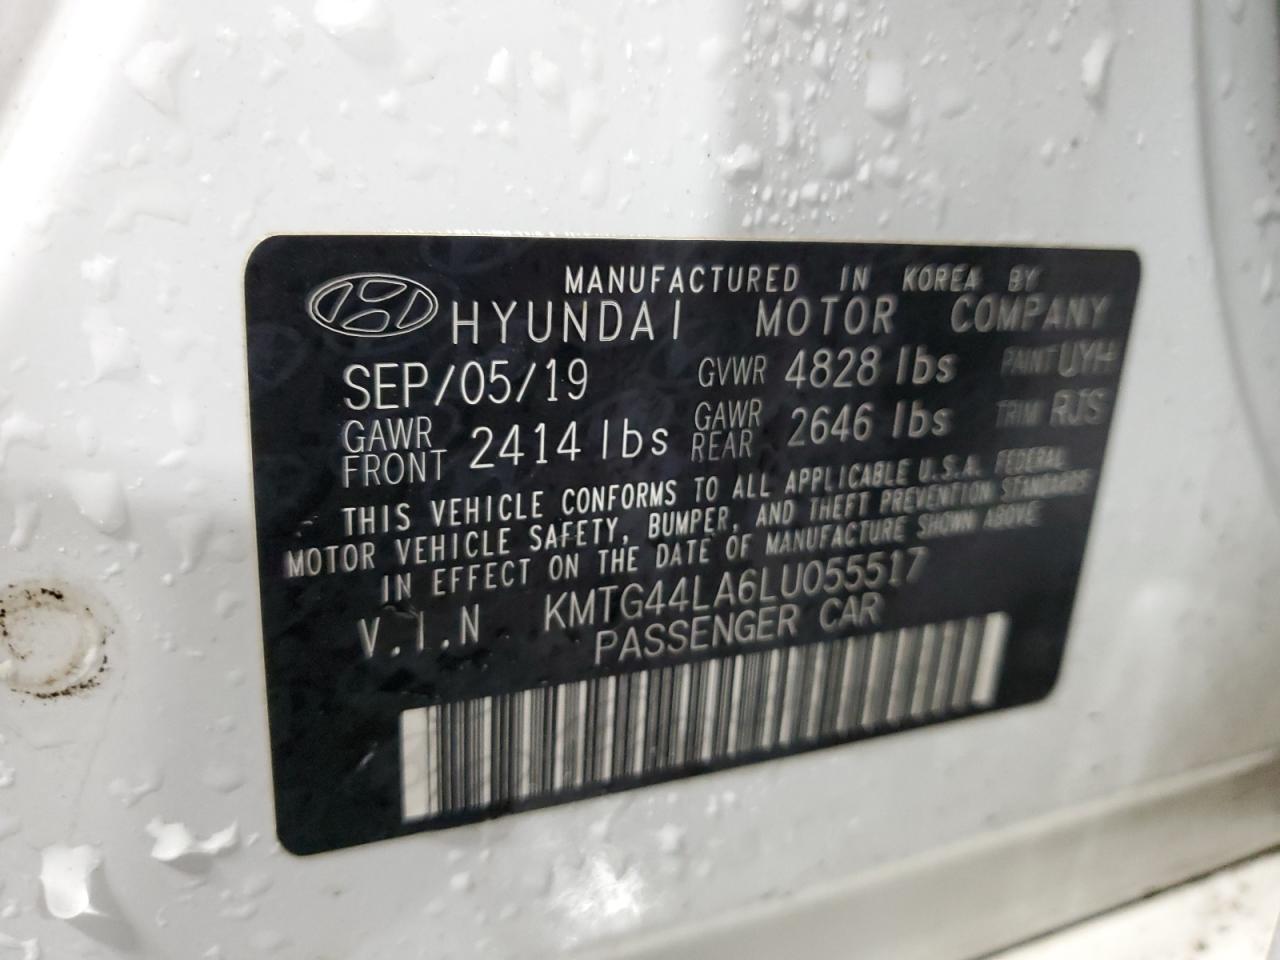 MANUFACTURED IN KOREA BY
HYUNDAI MOTOR COMPANY
SEP/05/19 GVWR 4828 lbs PAINT UYH
GAWR FRONT 2414 lbs GAWR REAR 2646 lbs TRIM RJS
THIS VEHICLE CONFORMS TO ALL APPLICABLE U.S.A. FEDERAL
MOTOR VEHICLE SAFETY, BUMPER, AND THEFT PREVENTION STANDARDS
IN EFFECT ON THE DATE OF MANUFACTURE SHOWN ABOVE
V.I.N KMTG44LA6LU055517
PASSENGER CAR